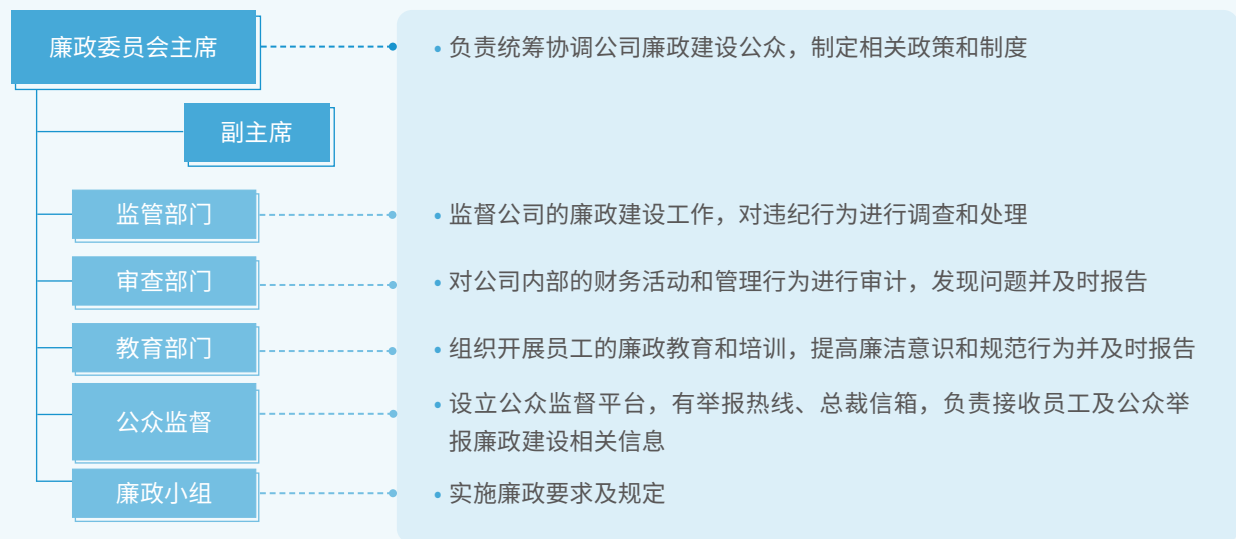 廉政委员会主席
• 负责统筹协调公司廉政建设公众，制定相关政策和制度
副主席
监管部门
• 监督公司的廉政建设工作，对违纪行为进行调查和处理
审查部门
• 对公司内部的财务活动和管理行为进行审计，发现问题并及时报告
教育部门
• 组织开展员工的廉政教育和培训，提高廉洁意识和规范行为并及时报告
公众监督
• 设立公众监督平台，有举报热线、总裁信箱，负责接收员工及公众举
报廉政建设相关信息
廉政小组
• 实施廉政要求及规定